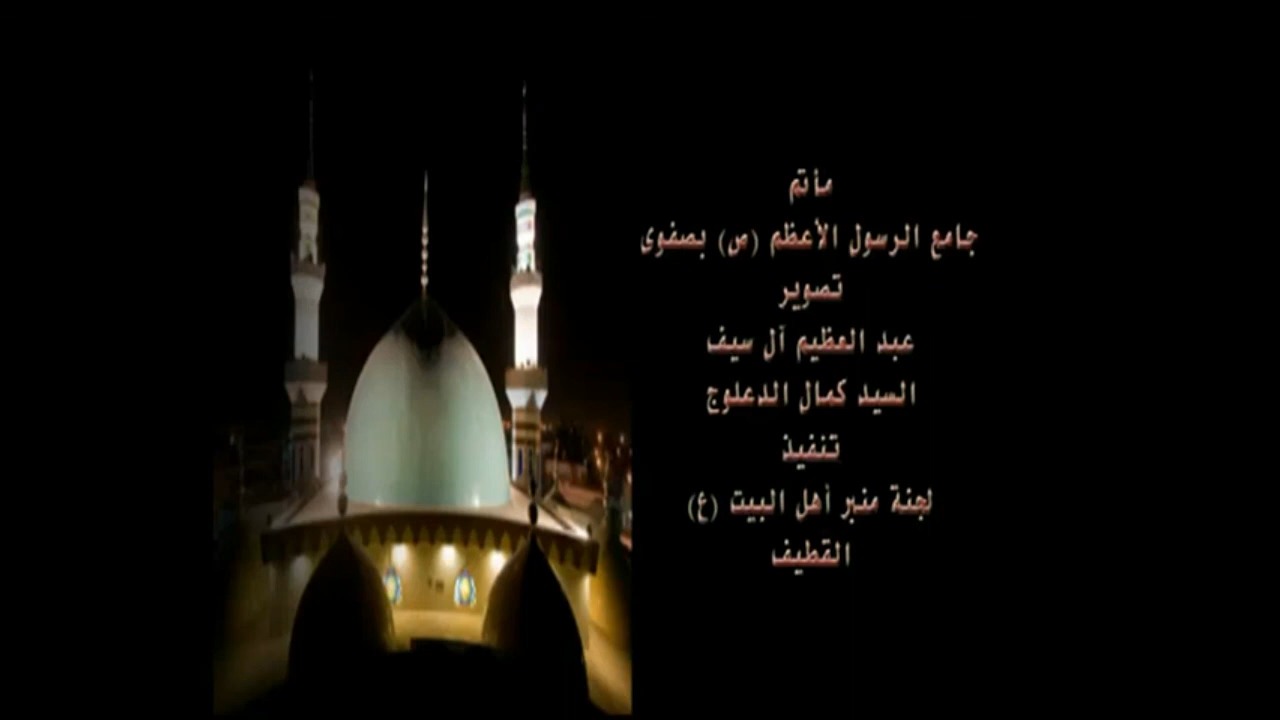 مأتم
جامع الرسول الأعظم (ص) بصفوى
تصوير
عبد العظيم آل سيف
السيد كمال الدعلوج
تنفيذ
لجنة منبر أهل البيت (ع)
القطيف